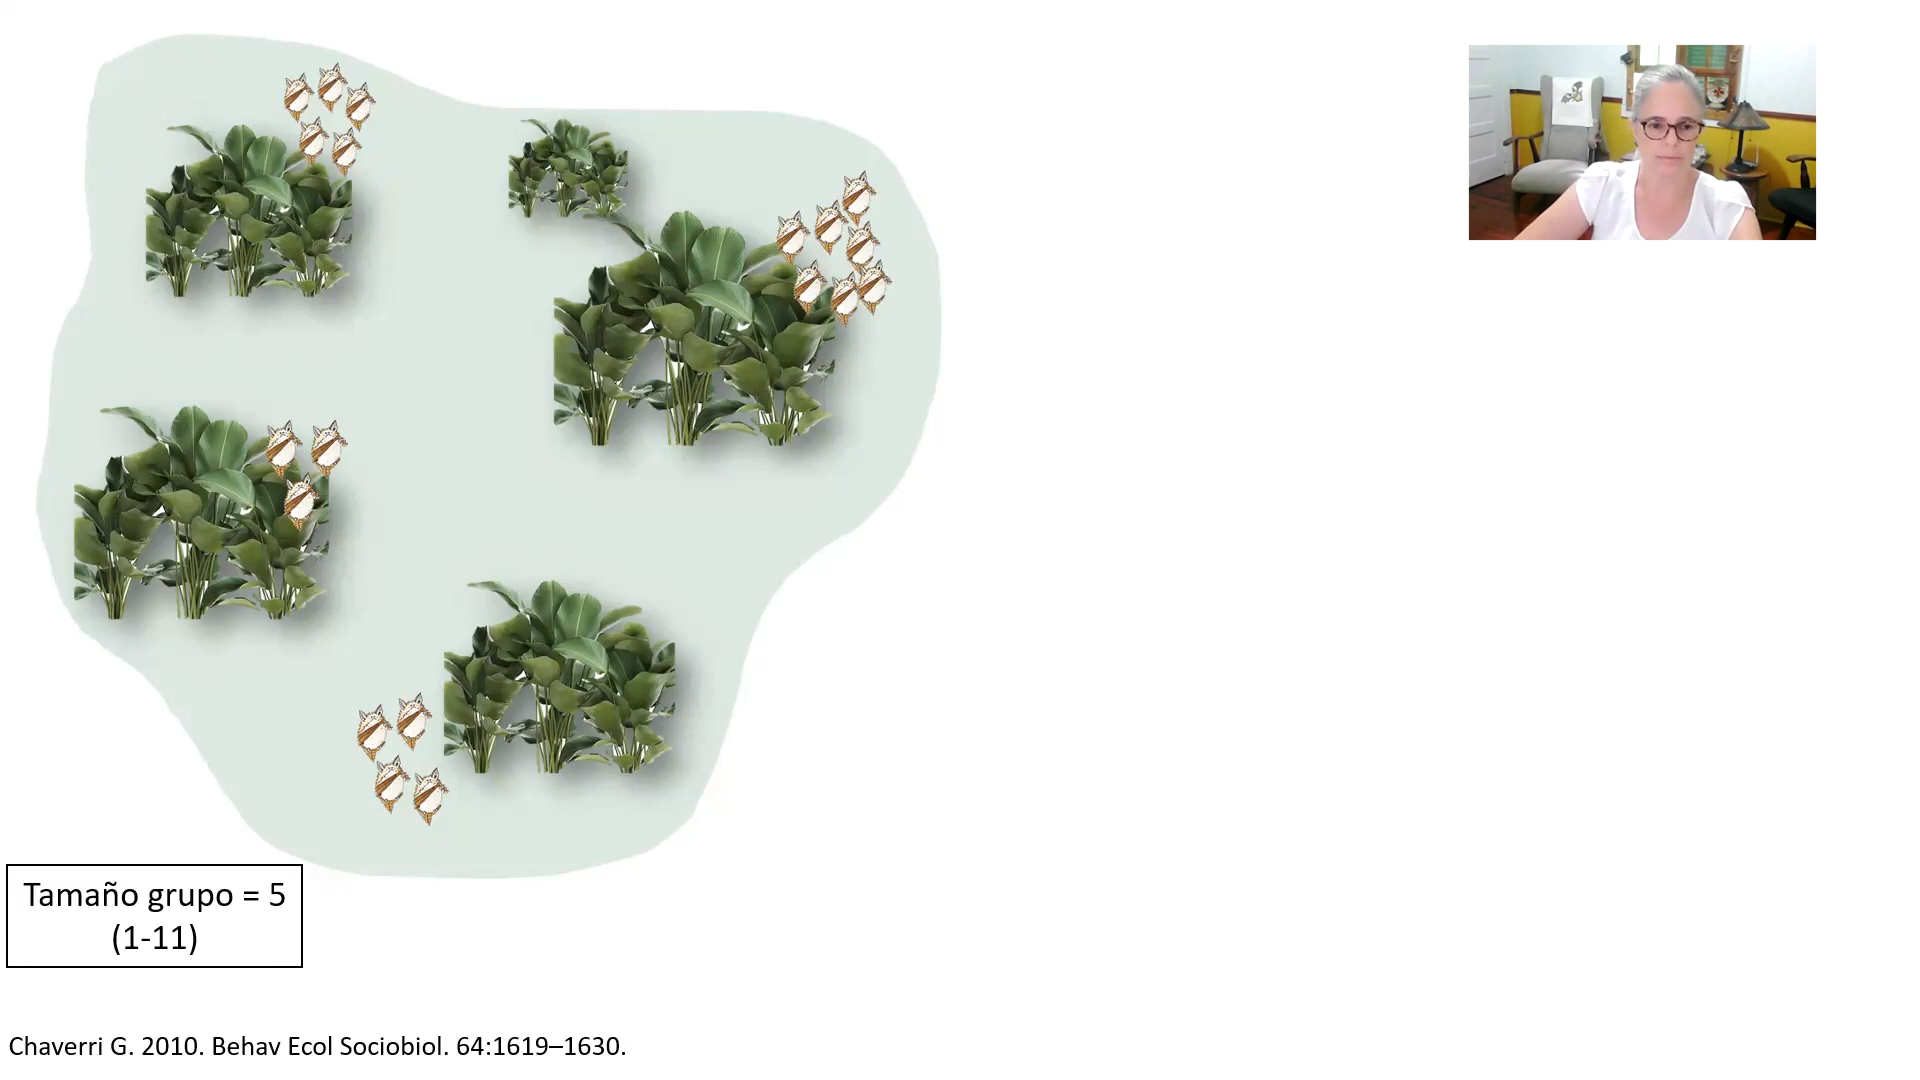 Tamaño grupo = 5
(1-11)
Chaverri G. 2010. Behav Ecol Sociobiol. 64:1619–1630.